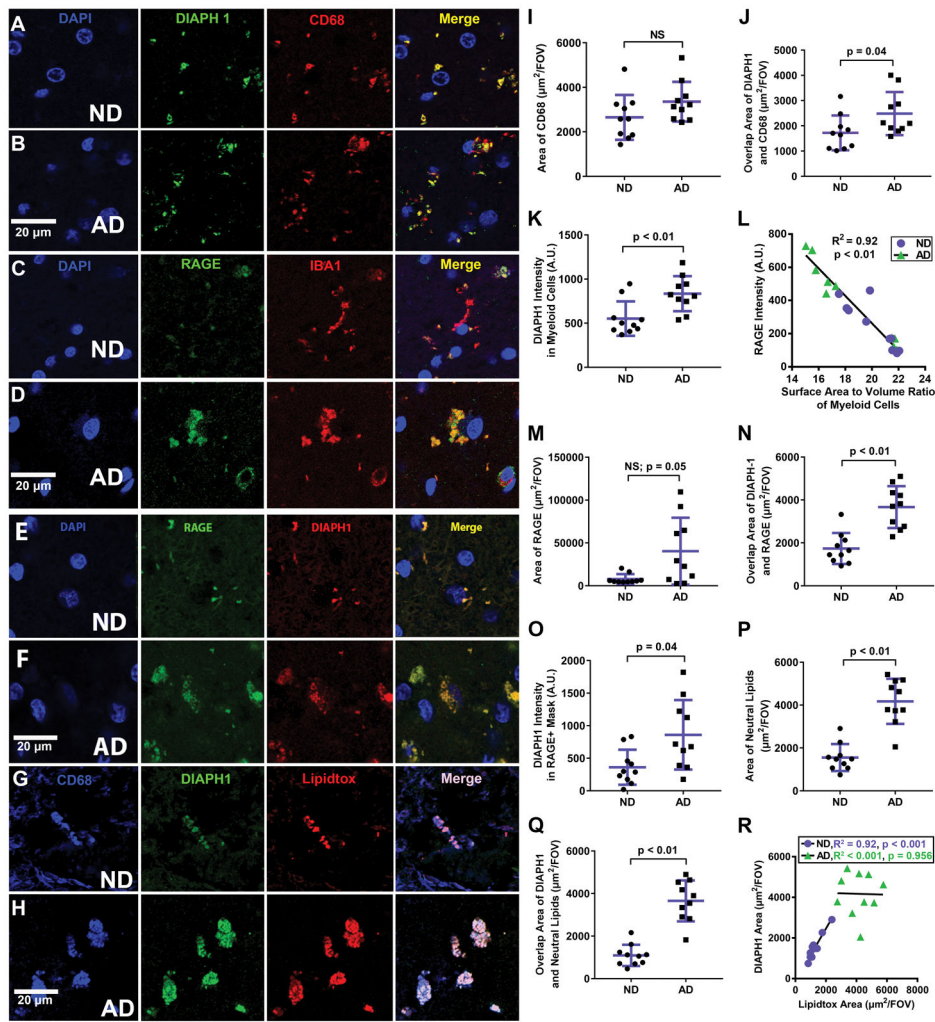 A DAPI DIAPH 1 CD68 Merge
ND
B
20 µm AD
C DAPI RAGE IBA1 Merge
ND
D
20 µm AD
E DAPI RAGE DIAPH1 Merge
ND
F
20 µm AD
G CD68 DIAPH1 Lipidtox Merge
ND
H
20 µm AD
I
Area of CD68 (µm²/FOV)
6000
4000
2000
0
NS
ND AD
J
Overlap Area of DIAPH1
and CD68 (µm²/FOV)
5000
4000
3000
2000
1000
0
p = 0.04
ND AD
K
DIAPH1 Intensity
in Myeloid Cells (A.U.)
1500
1000
500
0
p < 0.01
ND AD
L
RAGE Intensity (A.U.)
800
600
400
200
0
R² = 0.92
p < 0.01
ND
AD
14 16 18 20 22 24
Surface Area to Volume Ratio
of Myeloid Cells
M
Area of RAGE (µm²/FOV)
150000
100000
50000
0
NS; p = 0.05
ND AD
N
Overlap Area of DIAPH-1
and RAGE (µm²/FOV)
6000
4000
2000
0
p < 0.01
ND AD
O
DIAPH1 Intensity
in RAGE+ Mask (A.U.)
2000
1500
1000
500
0
p = 0.04
ND AD
P
Area of Neutral Lipids
(µm²/FOV)
6000
4000
2000
0
p < 0.01
ND AD
Q
Overlap Area of DIAPH1
and Neutral Lipids (µm²/FOV)
6000
4000
2000
0
p < 0.01
ND AD
R
ND,R² = 0.92, p < 0.001
AD,R² < 0.001, p = 0.956
DIAPH1 Area (µm²/FOV)
6000
4000
2000
0
0 2000 4000 6000 8000
Lipidtox Area (µm²/FOV)